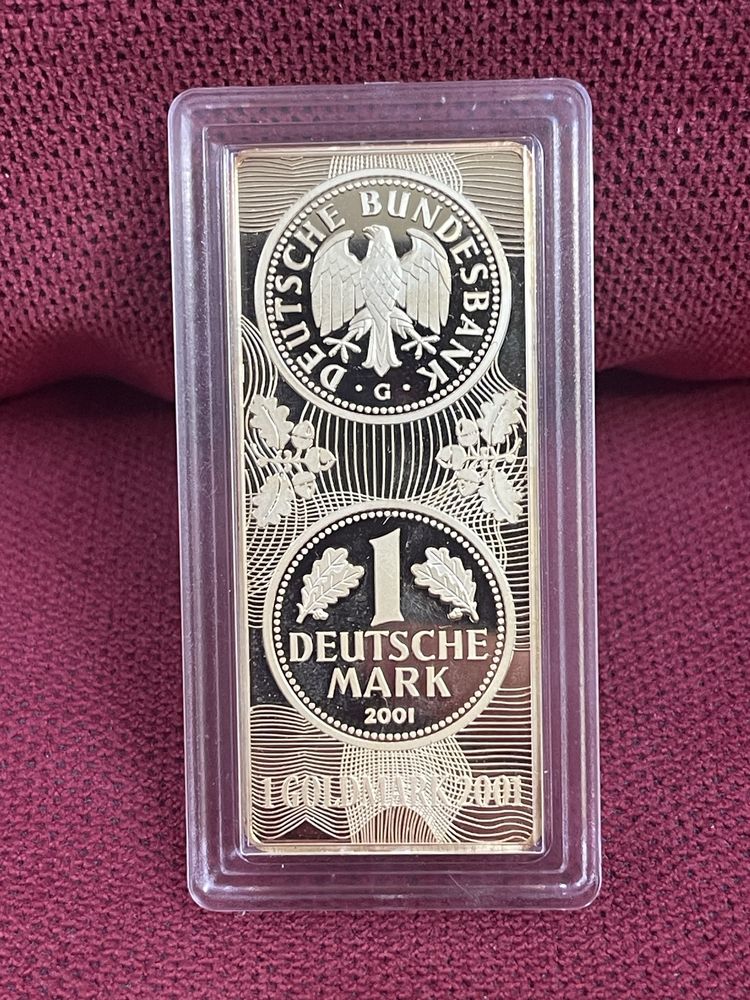 DEUTSCHE BUNDESBANK
· G ·
1
DEUTSCHE
MARK
2001
1 GOLDMARK 2001